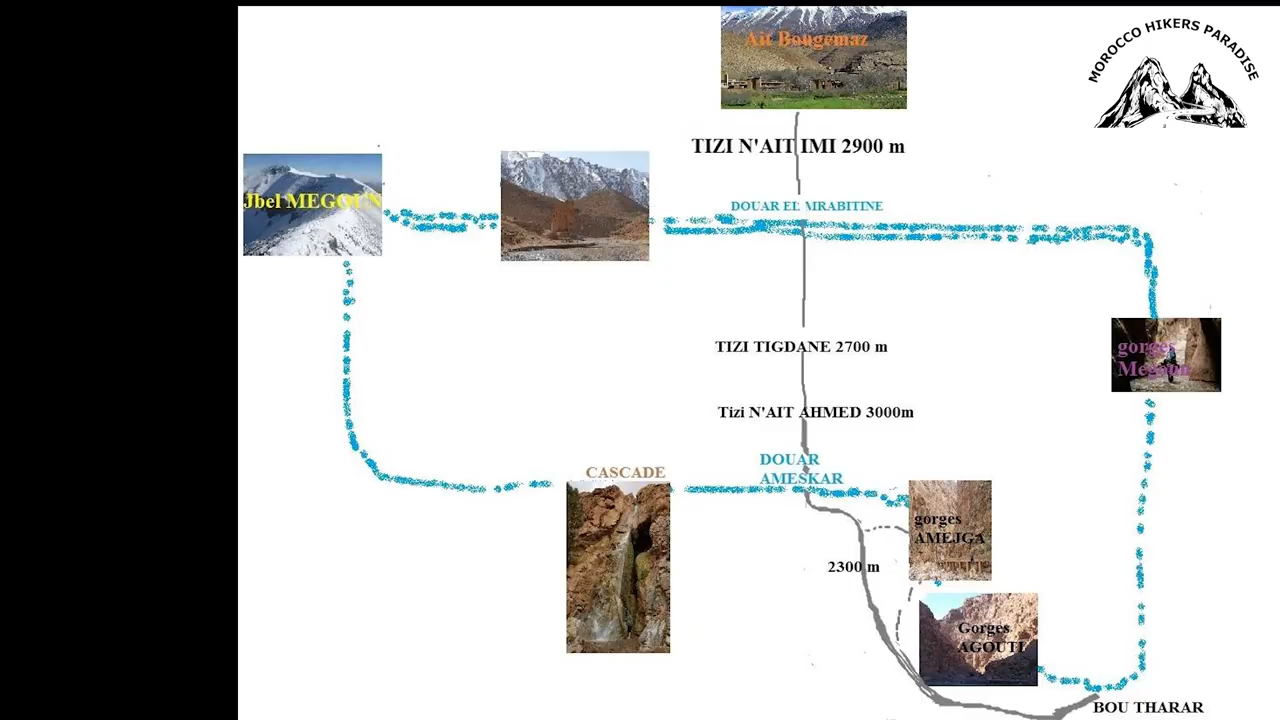 MOROCCO HIKERS PARADISE
Ait Bougemaz
TIZI N'AIT IMI 2900 m
Jbel MEGOUN
DOUAR EL MRABITINE
gorges
Megoun
TIZI TIGDANE 2700 m
Tizi N'AIT AHMED 3000m
DOUAR
AMESKAR
CASCADE
gorges
AMEJGA
2300 m
Gorges
AGOUTI
BOU THARAR